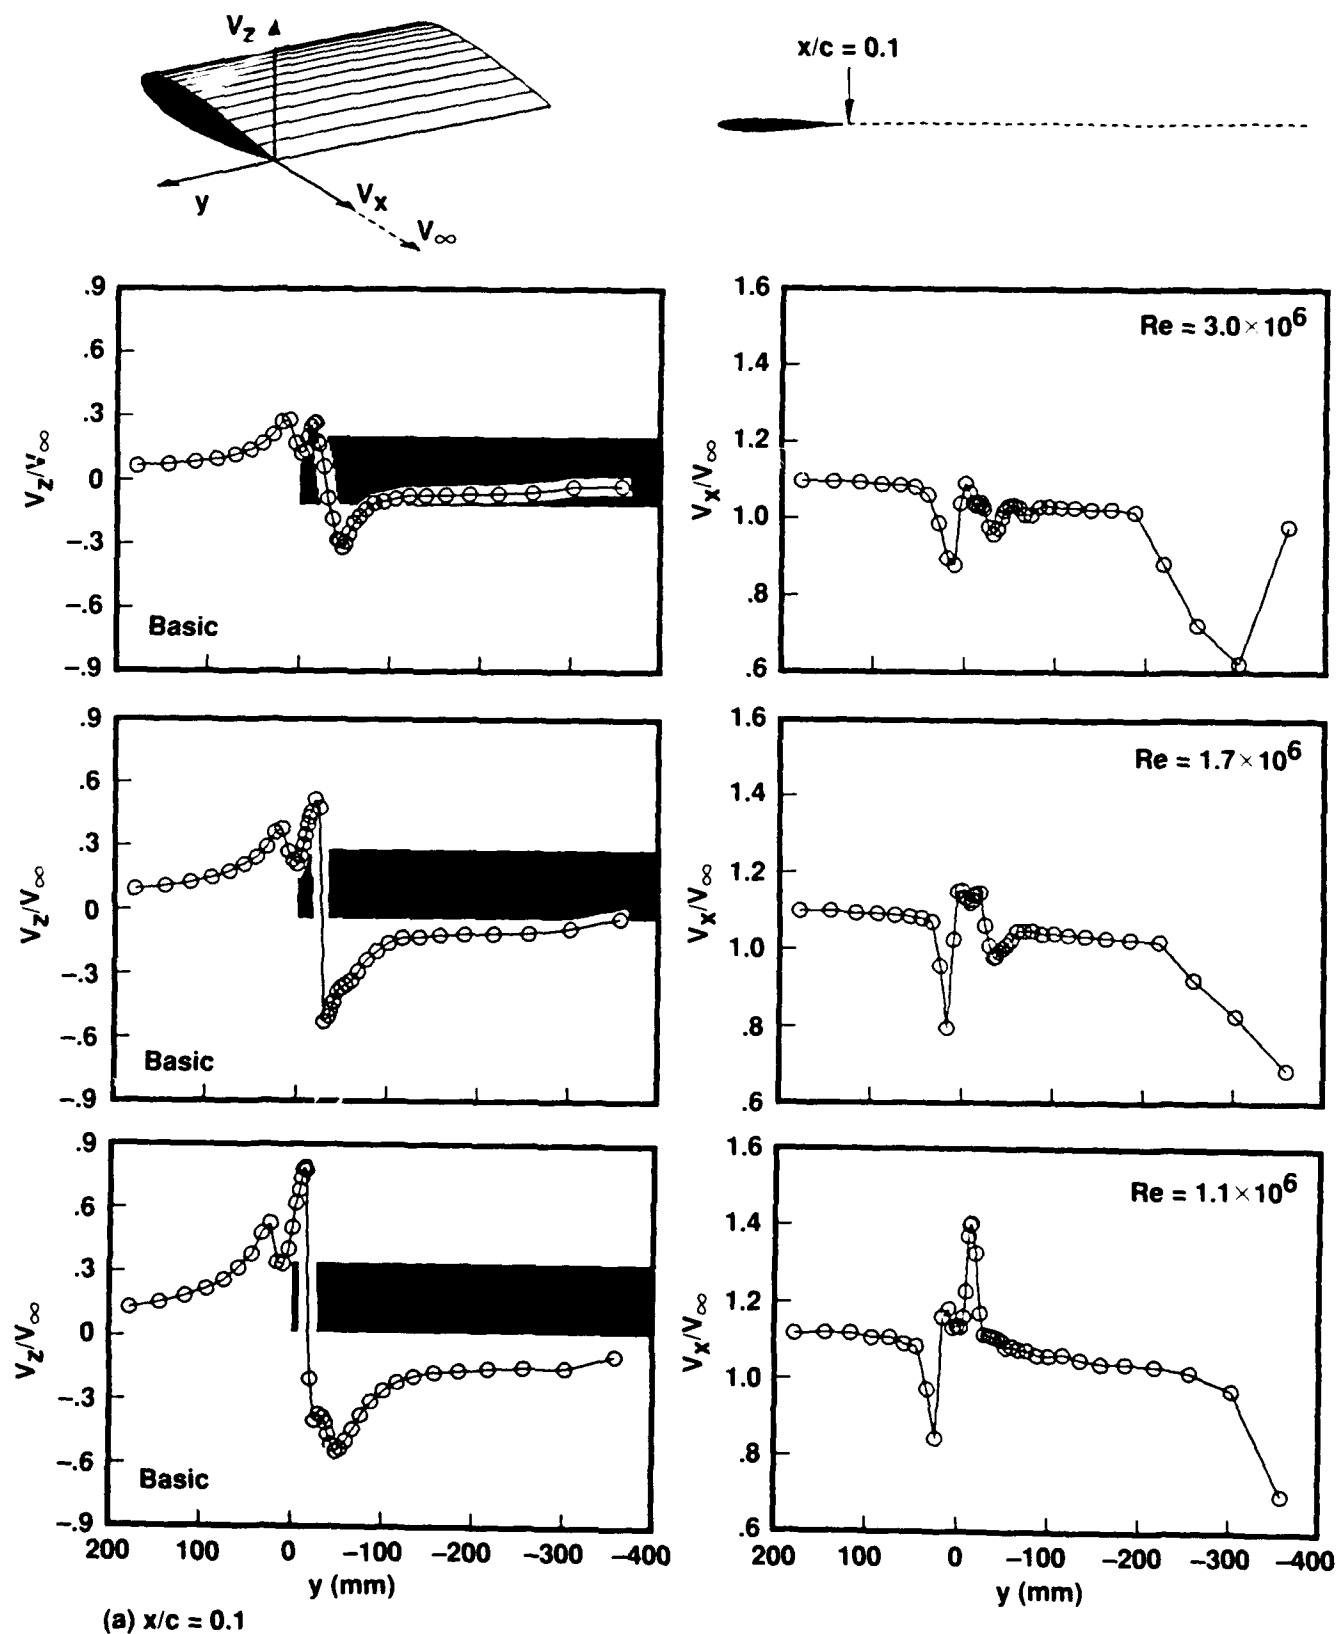 V_Z
y
V_X
V_∞
x/c = 0.1
V_Z/V_∞
.9
.6
.3
0
−.3
−.6
−.9
Basic
V_X/V_∞
1.6
1.4
1.2
1.0
.8
.6
Re = 3.0×10^6
V_Z/V_∞
.9
.6
.3
0
−.3
−.6
−.9
Basic
V_X/V_∞
1.6
1.4
1.2
1.0
.8
.6
Re = 1.7×10^6
V_Z/V_∞
.9
.6
.3
0
−.3
−.6
−.9
Basic
200 100 0 −100 −200 −300 −400
y (mm)
V_X/V_∞
1.6
1.4
1.2
1.0
.8
.6
Re = 1.1×10^6
200 100 0 −100 −200 −300 −400
y (mm)
(a) x/c = 0.1